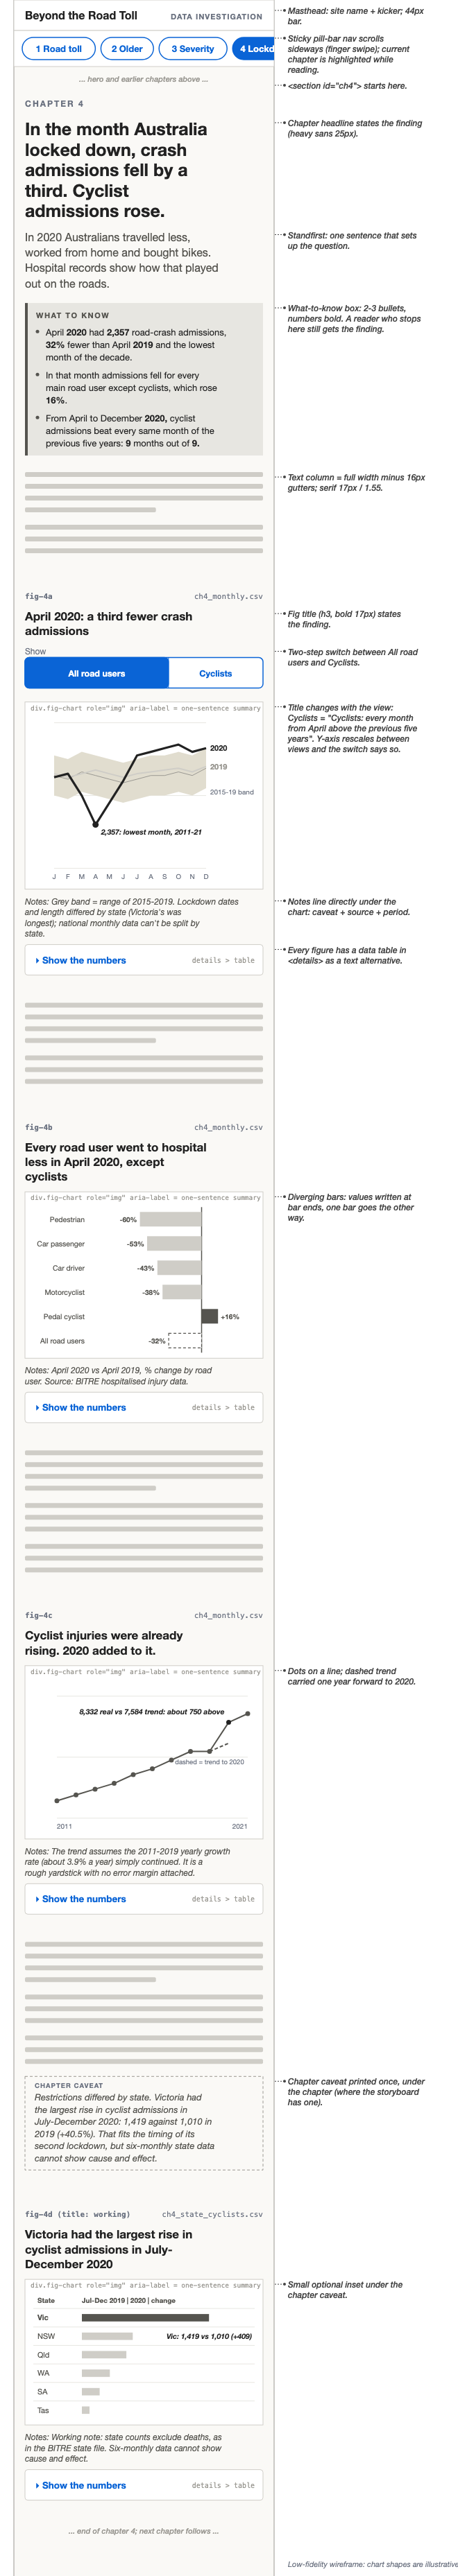 Beyond the Road Toll
DATA INVESTIGATION
1 Road toll
2 Older
3 Severity
4 Lockd
... hero and earlier chapters above ...
CHAPTER 4
In the month Australia
locked down, crash
admissions fell by a
third. Cyclist
admissions rose.
In 2020 Australians travelled less,
worked from home and bought bikes.
Hospital records show how that played
out on the roads.
WHAT TO KNOW
April 2020 had 2,357 road-crash admissions,
32% fewer than April 2019 and the lowest
month of the decade.
In that month admissions fell for every
main road user except cyclists, which rose
16%.
From April to December 2020, cyclist
admissions beat every same month of the
previous five years: 9 months out of 9.
fig-4a
ch4_monthly.csv
April 2020: a third fewer crash
admissions
Show
All road users
Cyclists
div.fig-chart role="img" aria-label = one-sentence summary
2020
2019
2015-19 band
2,357: lowest month, 2011-21
J F M A M J J A S O N D
Notes: Grey band = range of 2015-2019. Lockdown dates
and length differed by state (Victoria's was
longest); national monthly data can't be split by
state.
Show the numbers
details > table
fig-4b
ch4_monthly.csv
Every road user went to hospital
less in April 2020, except
cyclists
div.fig-chart role="img" aria-label = one-sentence summary
Pedestrian
-60%
Car passenger
-53%
Car driver
-43%
Motorcyclist
-38%
Pedal cyclist
+16%
All road users
-32%
Notes: April 2020 vs April 2019, % change by road
user. Source: BITRE hospitalised injury data.
Show the numbers
details > table
fig-4c
ch4_monthly.csv
Cyclist injuries were already
rising. 2020 added to it.
div.fig-chart role="img" aria-label = one-sentence summary
8,332 real vs 7,584 trend: about 750 above
dashed = trend to 2020
2011
2021
Notes: The trend assumes the 2011-2019 yearly growth
rate (about 3.9% a year) simply continued. It is a
rough yardstick with no error margin attached.
Show the numbers
details > table
CHAPTER CAVEAT
Restrictions differed by state. Victoria had
the largest rise in cyclist admissions in
July-December 2020: 1,419 against 1,010 in
2019 (+40.5%). That fits the timing of its
second lockdown, but six-monthly state data
cannot show cause and effect.
fig-4d (title: working)
ch4_state_cyclists.csv
Victoria had the largest rise in
cyclist admissions in July-
December 2020
div.fig-chart role="img" aria-label = one-sentence summary
State
Jul-Dec 2019 | 2020 | change
Vic
NSW
Vic: 1,419 vs 1,010 (+409)
Qld
WA
SA
Tas
Notes: Working note: state counts exclude deaths, as
in the BITRE state file. Six-monthly data cannot show
cause and effect.
Show the numbers
details > table
... end of chapter 4; next chapter follows ...
Masthead: site name + kicker; 44px
bar.
Sticky pill-bar nav scrolls
sideways (finger swipe); current
chapter is highlighted while
reading.
<section id="ch4"> starts here.
Chapter headline states the finding
(heavy sans 25px).
Standfirst: one sentence that sets
up the question.
What-to-know box: 2-3 bullets,
numbers bold. A reader who stops
here still gets the finding.
Text column = full width minus 16px
gutters; serif 17px / 1.55.
Fig title (h3, bold 17px) states
the finding.
Two-step switch between All road
users and Cyclists.
Title changes with the view:
Cyclists = "Cyclists: every month
from April above the previous five
years". Y-axis rescales between
views and the switch says so.
Notes line directly under the
chart: caveat + source + period.
Every figure has a data table in
<details> as a text alternative.
Diverging bars: values written at
bar ends, one bar goes the other
way.
Dots on a line; dashed trend
carried one year forward to 2020.
Chapter caveat printed once, under
the chapter (where the storyboard
has one).
Small optional inset under the
chapter caveat.
Low-fidelity wireframe: chart shapes are illustrative